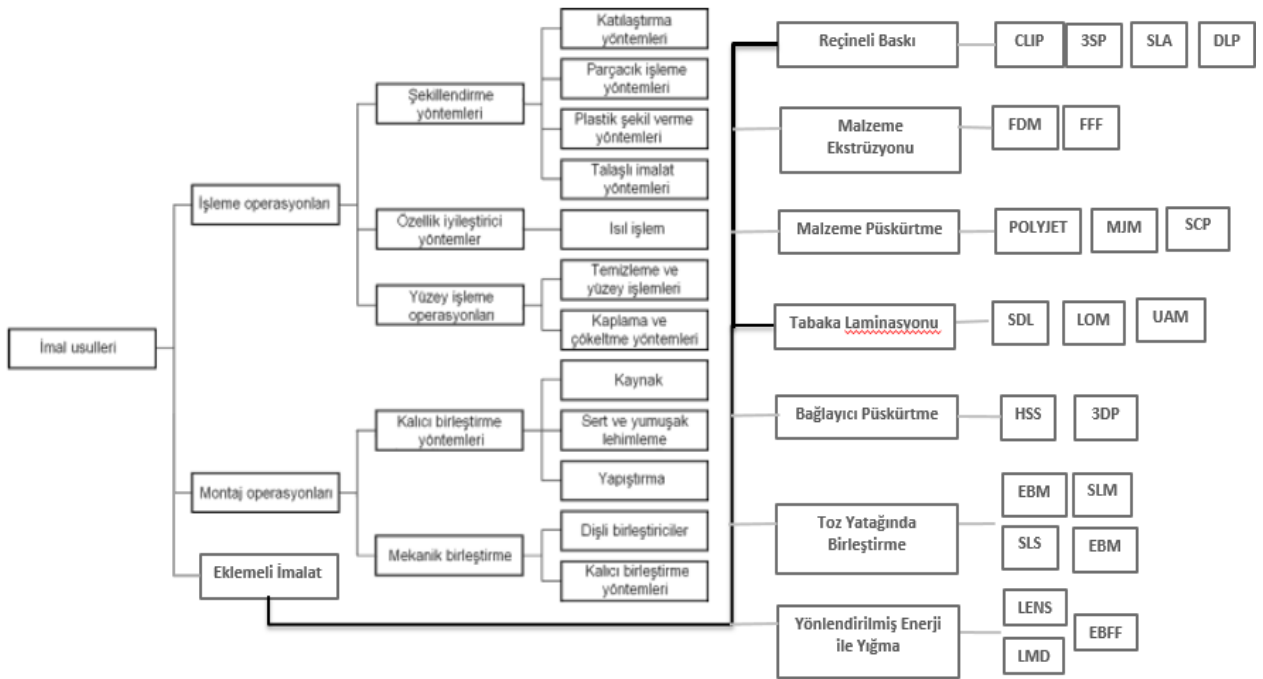 İmal usulleri
İşleme operasyonları
Şekillendirme
yöntemleri
Katılaştırma
yöntemleri
Parçacık işleme
yöntemleri
Plastik şekil verme
yöntemleri
Talaşlı imalat
yöntemleri
Özellik iyileştirici
yöntemler
Isıl işlem
Yüzey işleme
operasyonları
Temizleme ve
yüzey işlemleri
Kaplama ve
çökeltme yöntemleri
Montaj operasyonları
Kalıcı birleştirme
yöntemleri
Kaynak
Sert ve yumuşak
lehimleme
Yapıştırma
Mekanik birleştirme
Dişli birleştiriciler
Kalıcı birleştirme
yöntemleri
Eklemeli İmalat
Reçineli Baskı
CLIP
3SP
SLA
DLP
Malzeme
Ekstrüzyonu
FDM
FFF
Malzeme Püskürtme
POLYJET
MJM
SCP
Tabaka Laminasyonu
SDL
LOM
UAM
Bağlayıcı Püskürtme
HSS
3DP
Toz Yatağında
Birleştirme
EBM
SLM
SLS
EBM
Yönlendirilmiş Enerji
ile Yığma
LENS
EBFF
LMD